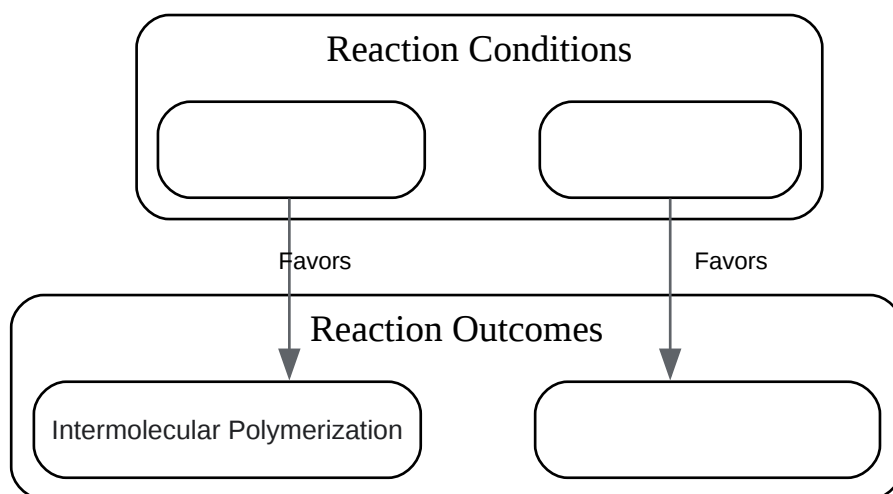 Reaction Conditions
Favors
Favors
Reaction Outcomes
Intermolecular Polymerization